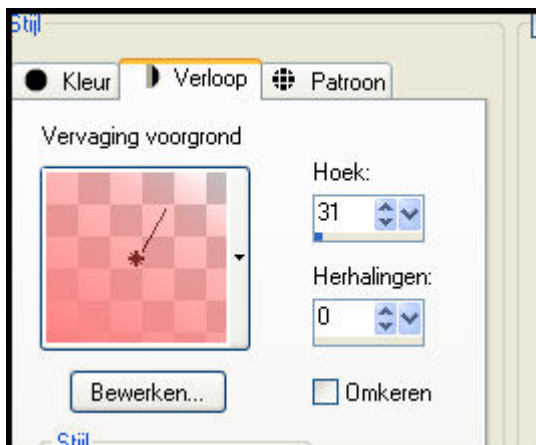 Stijl
Kleur
Verloop
Patroon
Vervaging voorgrond
Hoek:
31
Herhalingen:
0
Bewerken...
Omkeren
Stijl